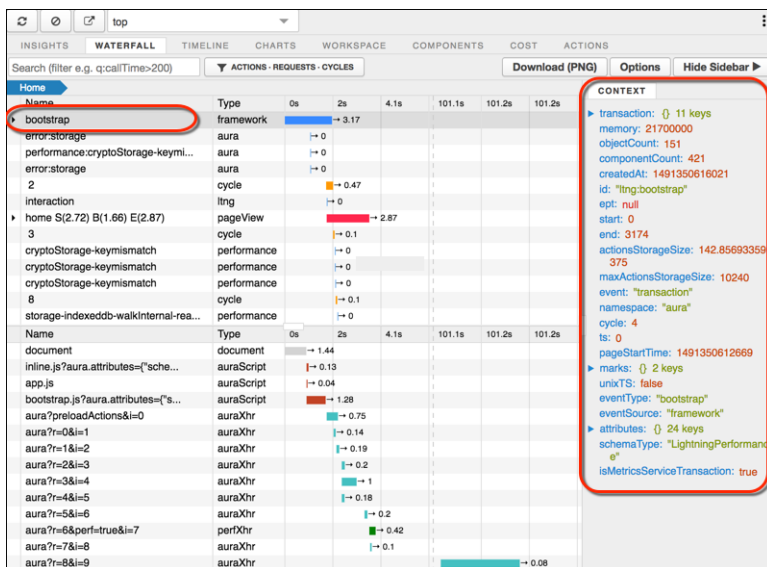 top
INSIGHTS WATERFALL TIMELINE CHARTS WORKSPACE COMPONENTS COST ACTIONS
Search (filter e.g. q:callTime>200) ACTIONS - REQUESTS - CYCLES Download (PNG) Options Hide Sidebar ▶
Home
Name Type 0s 2s 4.1s 101.1s 101.2s 101.2s
bootstrap framework → 3.17
error:storage aura → 0
performance:cryptoStorage-keymi... aura → 0
error:storage aura → 0
2 cycle → 0.47
interaction ltng → 0
home S(2.72) B(1.66) E(2.87) pageView → 2.87
3 cycle → 0.1
cryptoStorage-keymismatch performance → 0
cryptoStorage-keymismatch performance → 0
cryptoStorage-keymismatch performance → 0
8 cycle → 0.1
storage-indexeddb-walkInternal-rea... performance → 0
Name Type 0s 2s 4.1s 101.1s 101.2s 101.2s
document document → 1.44
inline.js?aura.attributes={"sche... auraScript → 0.13
app.js auraScript → 0.04
bootstrap.js?aura.attributes={"s... auraScript → 1.28
aura?preloadActions&i=0 auraXhr → 0.75
aura?r=0&i=1 auraXhr → 0.14
aura?r=1&i=2 auraXhr → 0.19
aura?r=2&i=3 auraXhr → 0.2
aura?r=3&i=4 auraXhr → 1
aura?r=4&i=5 auraXhr → 0.18
aura?r=5&i=6 auraXhr → 0.2
aura?r=6&perf=true&i=7 perfXhr → 0.42
aura?r=7&i=8 auraXhr → 0.1
aura?r=8&i=9 auraXhr → 0.08
CONTEXT
▶ transaction: {} 11 keys
memory: 21700000
objectCount: 151
componentCount: 421
createdAt: 1491350616021
id: "ltng:bootstrap"
ept: null
start: 0
end: 3174
actionsStorageSize: 142.85693359
375
maxActionsStorageSize: 10240
event: "transaction"
namespace: "aura"
cycle: 4
ts: 0
pageStartTime: 1491350612669
▶ marks: {} 2 keys
unixTS: false
eventType: "bootstrap"
eventSource: "framework"
▶ attributes: {} 24 keys
schemaType: "LightningPerformanc
e"
isMetricsServiceTransaction: true